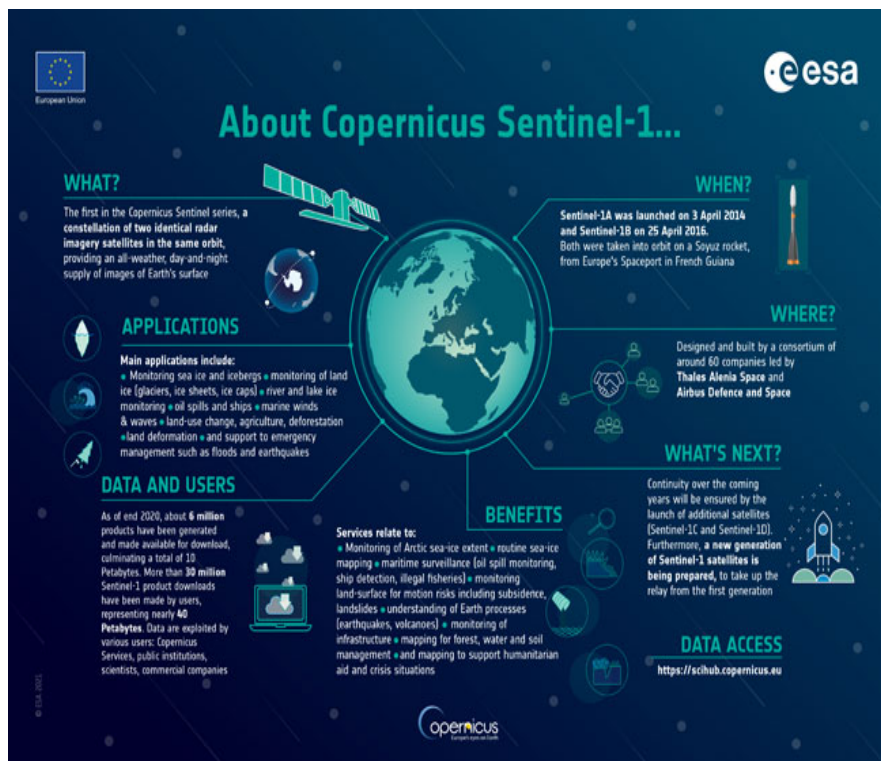 European Union
esa
About Copernicus Sentinel-1...
WHAT?
The first in the Copernicus Sentinel series, a
constellation of two identical radar
imagery satellites in the same orbit,
providing an all-weather, day-and-night
supply of images of Earth's surface
WHEN?
Sentinel-1A was launched on 3 April 2014
and Sentinel-1B on 25 April 2016.
Both were taken into orbit on a Soyuz rocket,
from Europe's Spaceport in French Guiana
APPLICATIONS
Main applications include:
• Monitoring sea ice and icebergs • monitoring of land
ice (glaciers, ice sheets, ice caps) • river and lake ice
monitoring • oil spills and ships • marine winds
& waves • land-use change, agriculture, deforestation
• land deformation • and support to emergency
management such as floods and earthquakes
WHERE?
Designed and built by a consortium of
around 60 companies led by
Thales Alenia Space and
Airbus Defence and Space
DATA AND USERS
As of end 2020, about 6 million
products have been generated
and made available for download,
culminating a total of 10
Petabytes. More than 30 million
Sentinel-1 product downloads
have been made by users,
representing nearly 40
Petabytes. Data are exploited by
various users: Copernicus
Services, public institutions,
scientists, commercial companies
BENEFITS
Services relate to:
• Monitoring of Arctic sea-ice extent • routine sea-ice
mapping • maritime surveillance (oil spill monitoring,
ship detection, illegal fisheries) • monitoring
land-surface for motion risks including subsidence,
landslides • understanding of Earth processes
(earthquakes, volcanoes) • monitoring of
infrastructure • mapping for forest, water and soil
management • and mapping to support humanitarian
aid and crisis situations
WHAT'S NEXT?
Continuity over the coming
years will be ensured by the
launch of additional satellites
(Sentinel-1C and Sentinel-1D).
Furthermore, a new generation
of Sentinel-1 satellites is
being prepared, to take up the
relay from the first generation
DATA ACCESS
https://scihub.copernicus.eu
© ESA 2021
Copernicus
Europe's eyes on Earth